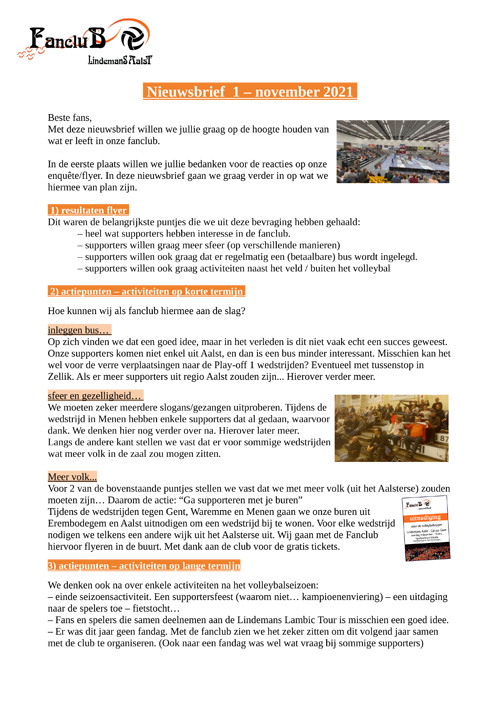 Fanclub B
Lindemans Aalst
Nieuwsbrief 1 – november 2021
Beste fans,
Met deze nieuwsbrief willen we jullie graag op de hoogte houden van
wat er leeft in onze fanclub.
In de eerste plaats willen we jullie bedanken voor de reacties op onze
enquête/flyer. In deze nieuwsbrief gaan we graag verder in op wat we
hiermee van plan zijn.
1) resultaten flyer
Dit waren de belangrijkste puntjes die we uit deze bevraging hebben gehaald:
– heel wat supporters hebben interesse in de fanclub.
– supporters willen graag meer sfeer (op verschillende manieren)
– supporters willen ook graag dat er regelmatig een (betaalbare) bus wordt ingelegd.
– supporters willen ook graag activiteiten naast het veld / buiten het volleybal
2) actiepunten – activiteiten op korte termijn
Hoe kunnen wij als fanclub hiermee aan de slag?
inleggen bus…
Op zich vinden we dat een goed idee, maar in het verleden is dit niet vaak echt een succes geweest.
Onze supporters komen niet enkel uit Aalst, en dan is een bus minder interessant. Misschien kan het
wel voor de verre verplaatsingen naar de Play-off 1 wedstrijden? Eventueel met tussenstop in
Zellik. Als er meer supporters uit regio Aalst zouden zijn... Hierover verder meer.
sfeer en gezelligheid…
We moeten zeker meerdere slogans/gezangen uitproberen. Tijdens de
wedstrijd in Menen hebben enkele supporters dat al gedaan, waarvoor
dank. We denken hier nog verder over na. Hierover later meer.
Langs de andere kant stellen we vast dat er voor sommige wedstrijden
wat meer volk in de zaal zou mogen zitten.
Meer volk...
Voor 2 van de bovenstaande puntjes stellen we vast dat we met meer volk (uit het Aalsterse) zouden
moeten zijn… Daarom de actie: “Ga supporteren met je buren”
Tijdens de wedstrijden tegen Gent, Waremme en Menen gaan we onze buren uit
Erembodegem en Aalst uitnodigen om een wedstrijd bij te wonen. Voor elke wedstrijd
nodigen we telkens een andere wijk uit het Aalsterse uit. Wij gaan met de Fanclub
hiervoor flyeren in de buurt. Met dank aan de club voor de gratis tickets.
uitnodiging
3) actiepunten – activiteiten op lange termijn
We denken ook na over enkele activiteiten na het volleybalseizoen:
– einde seizoensactiviteit. Een supportersfeest (waarom niet… kampioenenviering) – een uitdaging
naar de spelers toe – fietstocht…
– Fans en spelers die samen deelnemen aan de Lindemans Lambic Tour is misschien een goed idee.
– Er was dit jaar geen fandag. Met de fanclub zien we het zeker zitten om dit volgend jaar samen
met de club te organiseren. (Ook naar een fandag was wel wat vraag bij sommige supporters)